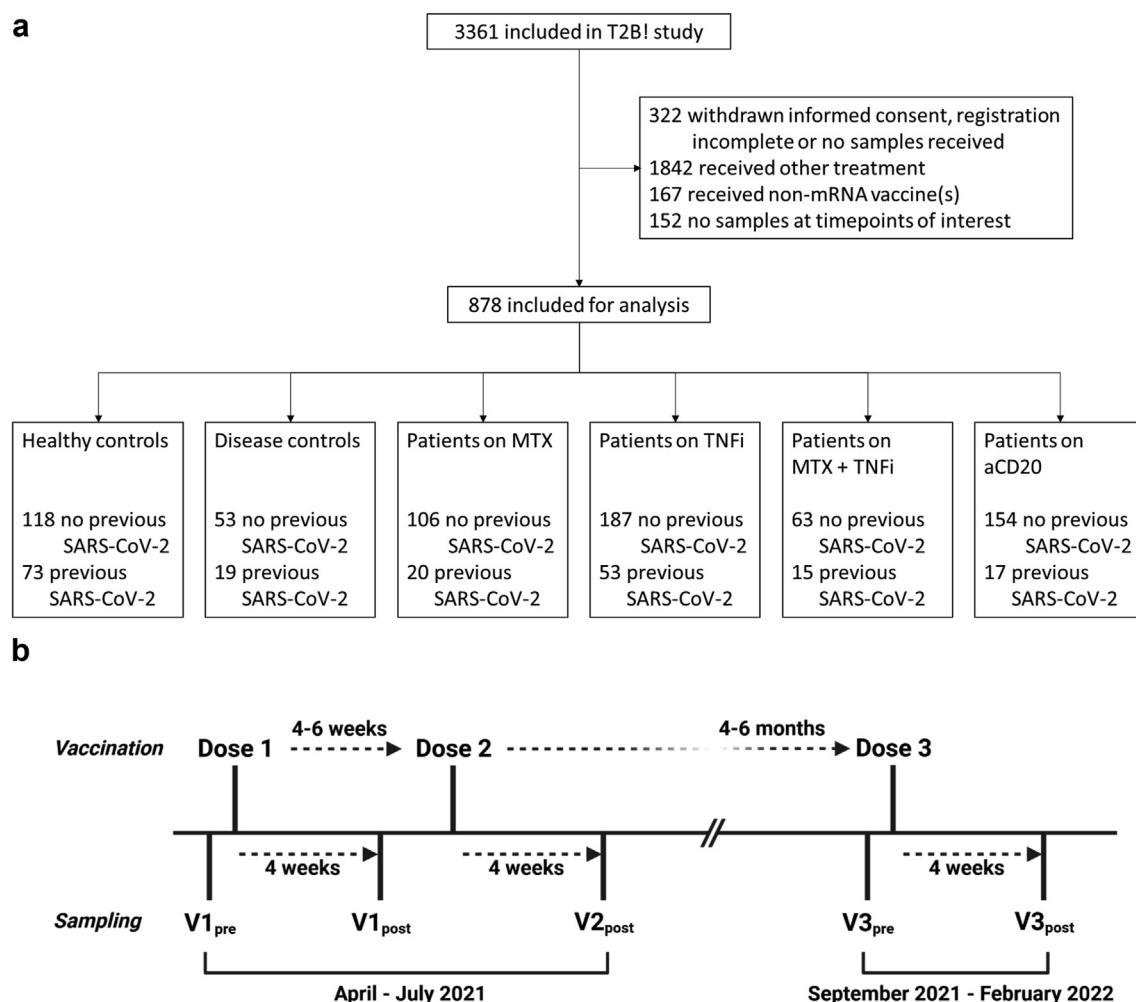 a
3361 included in T2B! study
322 withdrawn informed consent, registration
incomplete or no samples received
1842 received other treatment
167 received non-mRNA vaccine(s)
152 no samples at timepoints of interest
878 included for analysis
Healthy controls
118 no previous
SARS-CoV-2
73 previous
SARS-CoV-2
Disease controls
53 no previous
SARS-CoV-2
19 previous
SARS-CoV-2
Patients on MTX
106 no previous
SARS-CoV-2
20 previous
SARS-CoV-2
Patients on TNFi
187 no previous
SARS-CoV-2
53 previous
SARS-CoV-2
Patients on
MTX + TNFi
63 no previous
SARS-CoV-2
15 previous
SARS-CoV-2
Patients on
aCD20
154 no previous
SARS-CoV-2
17 previous
SARS-CoV-2
b
Vaccination Dose 1 4-6 weeks Dose 2 4-6 months Dose 3
4 weeks 4 weeks 4 weeks
Sampling V1pre V1post V2post V3pre V3post
April - July 2021 September 2021 - February 2022